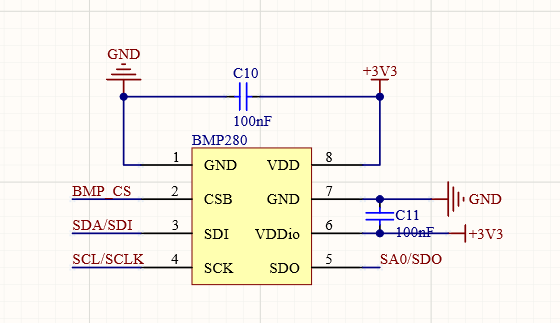 GND
C10
+3V3
100nF
BMP280
1 GND VDD 8
BMP_CS 2 CSB GND 7 GND
SDA/SDI 3 SDI VDDio 6 C11 100nF +3V3
SCL/SCLK 4 SCK SDO 5 SA0/SDO